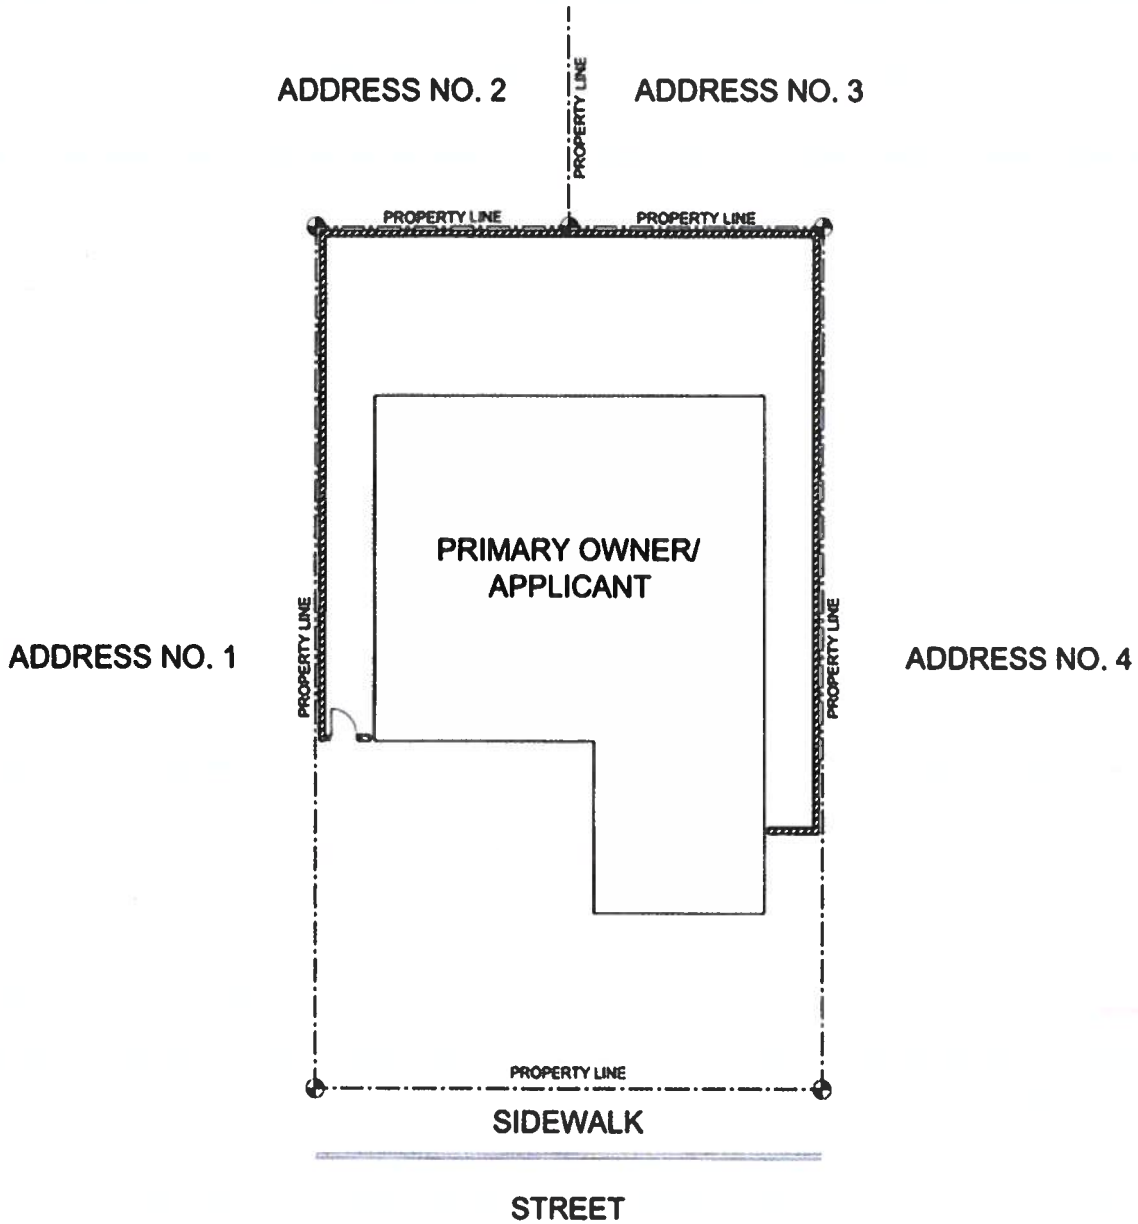 ADDRESS NO. 2
PROPERTY LINE
ADDRESS NO. 3
PROPERTY LINE
PROPERTY LINE
PRIMARY OWNER/
APPLICANT
ADDRESS NO. 1
PROPERTY LINE
PROPERTY LINE
ADDRESS NO. 4
PROPERTY LINE
SIDEWALK
STREET